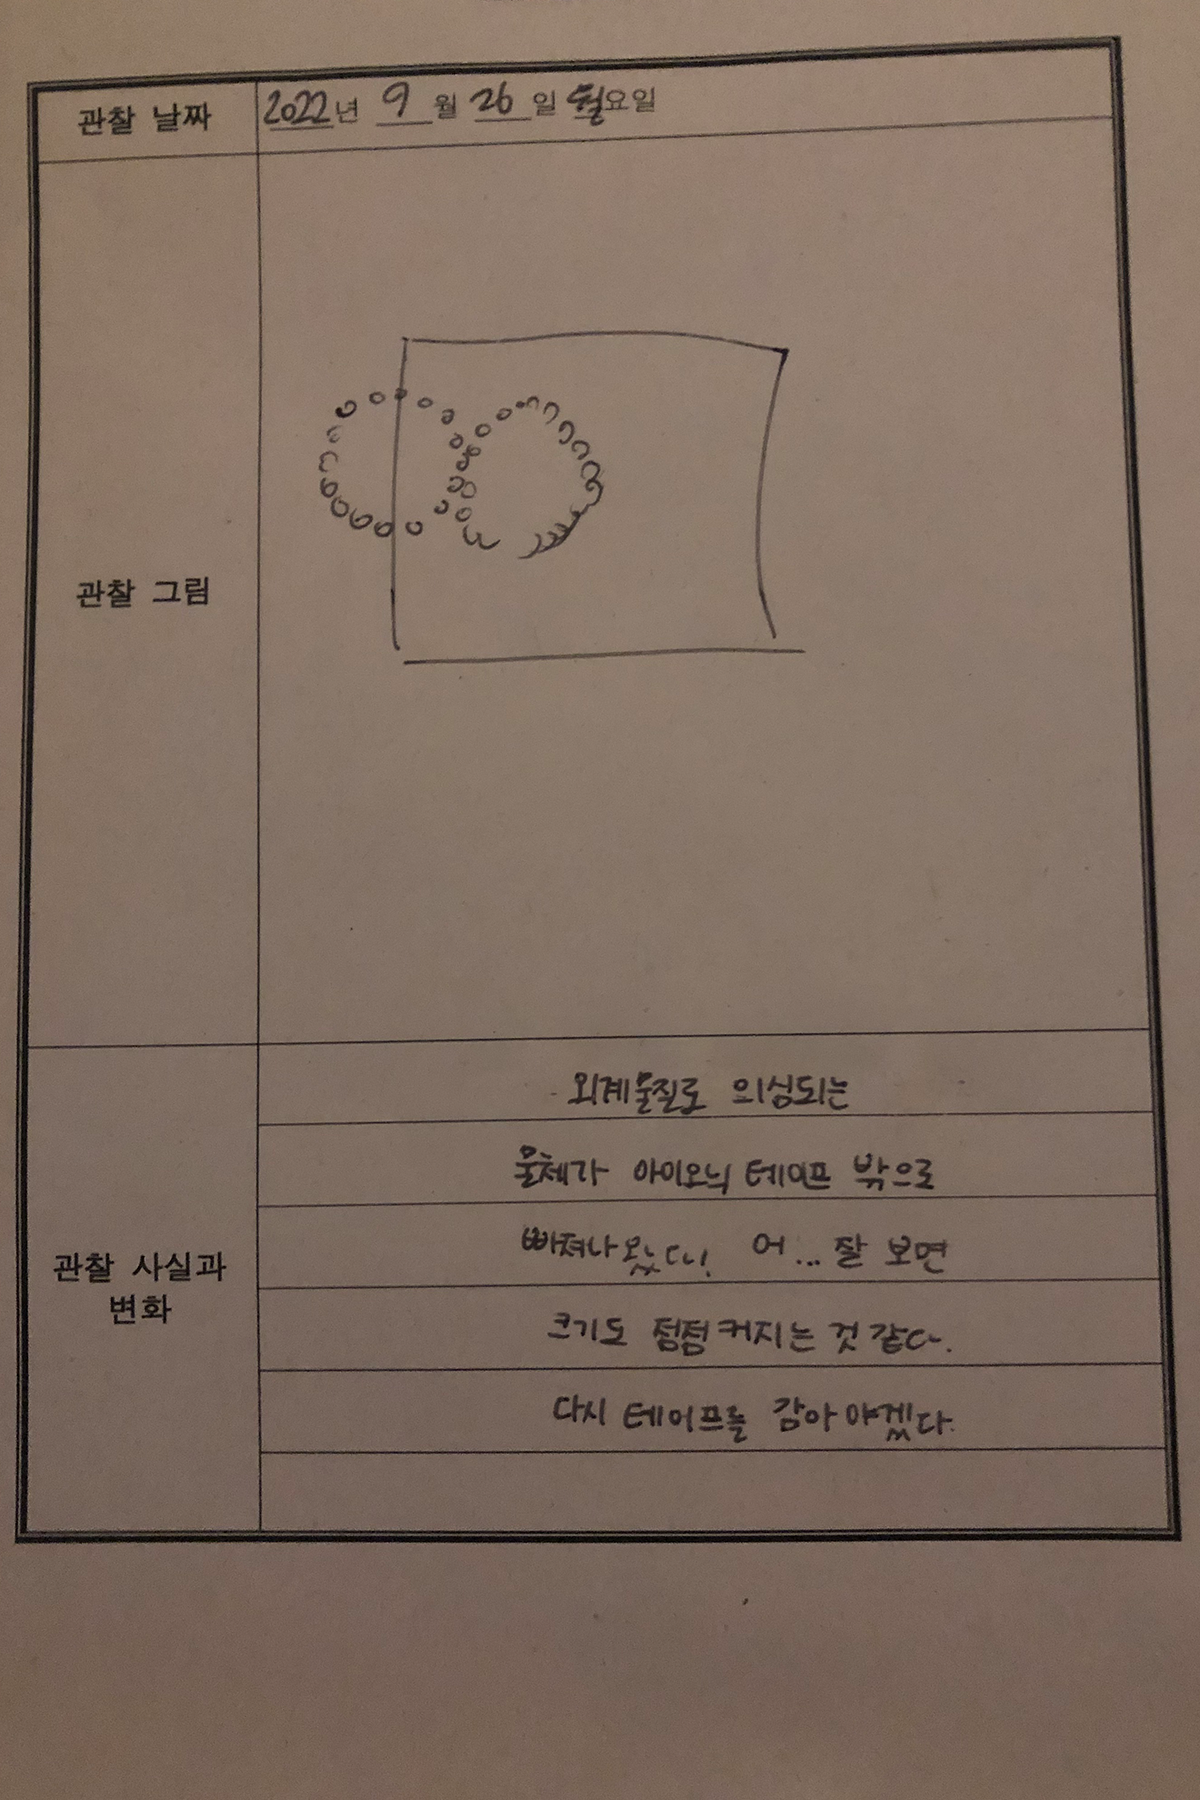 관찰 날짜
2022년 9월 26일 월요일
관찰 그림
관찰 사실과
변화
외계물질로 의심되는
물체가 아이오닉 테이프 밖으로
빠져나왔다! 어... 잘 보면
크기도 점점 커지는 것 같다.
다시 테이프를 감아야겠다.